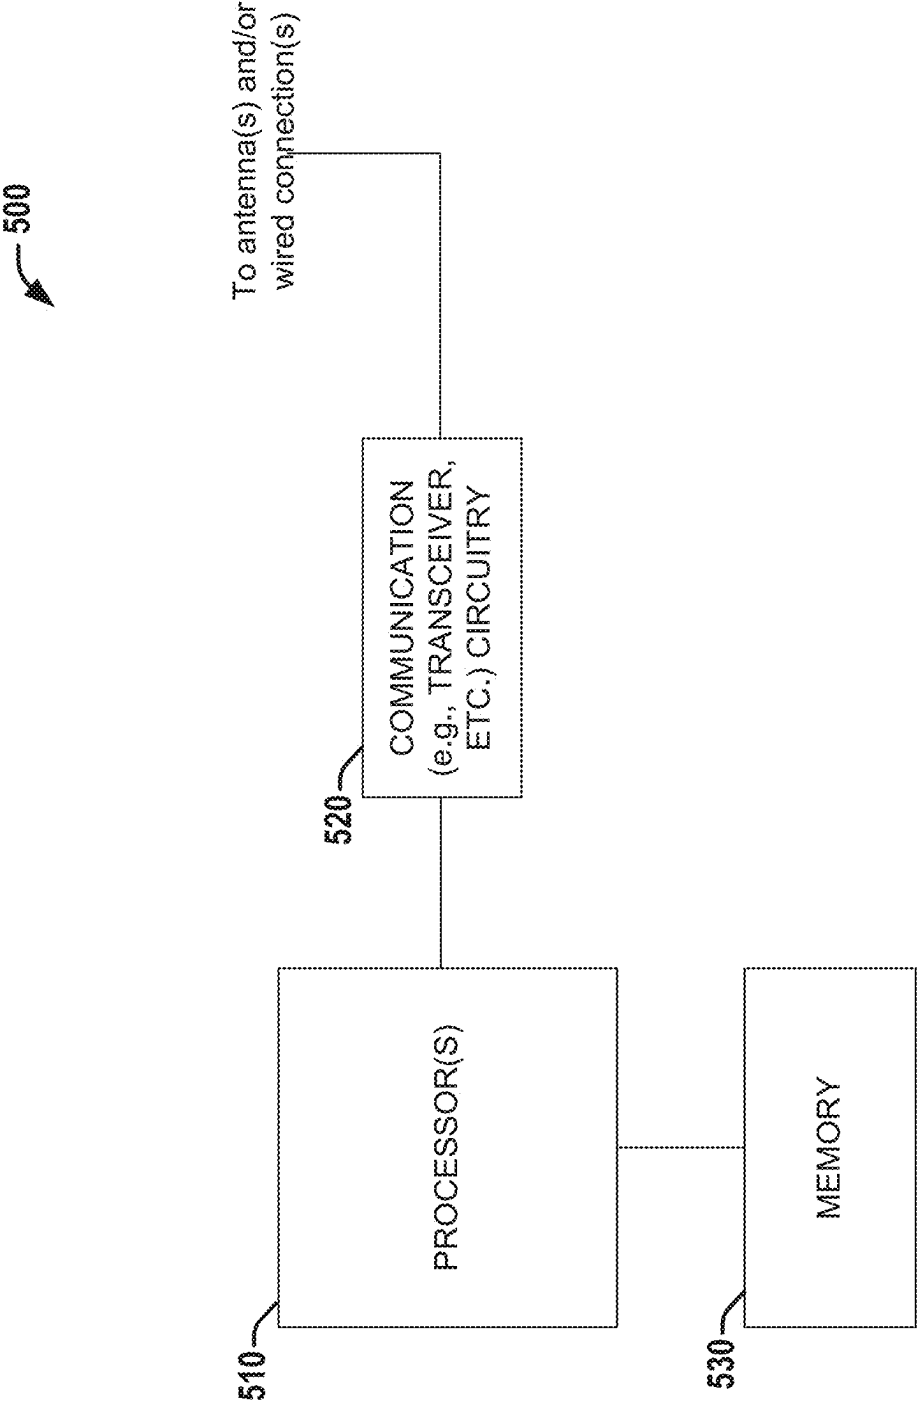 500
To antenna(s) and/or
wired connection(s)
520
COMMUNICATION
(e.g., TRANSCEIVER,
ETC.) CIRCUITRY
510
PROCESSOR(S)
530
MEMORY